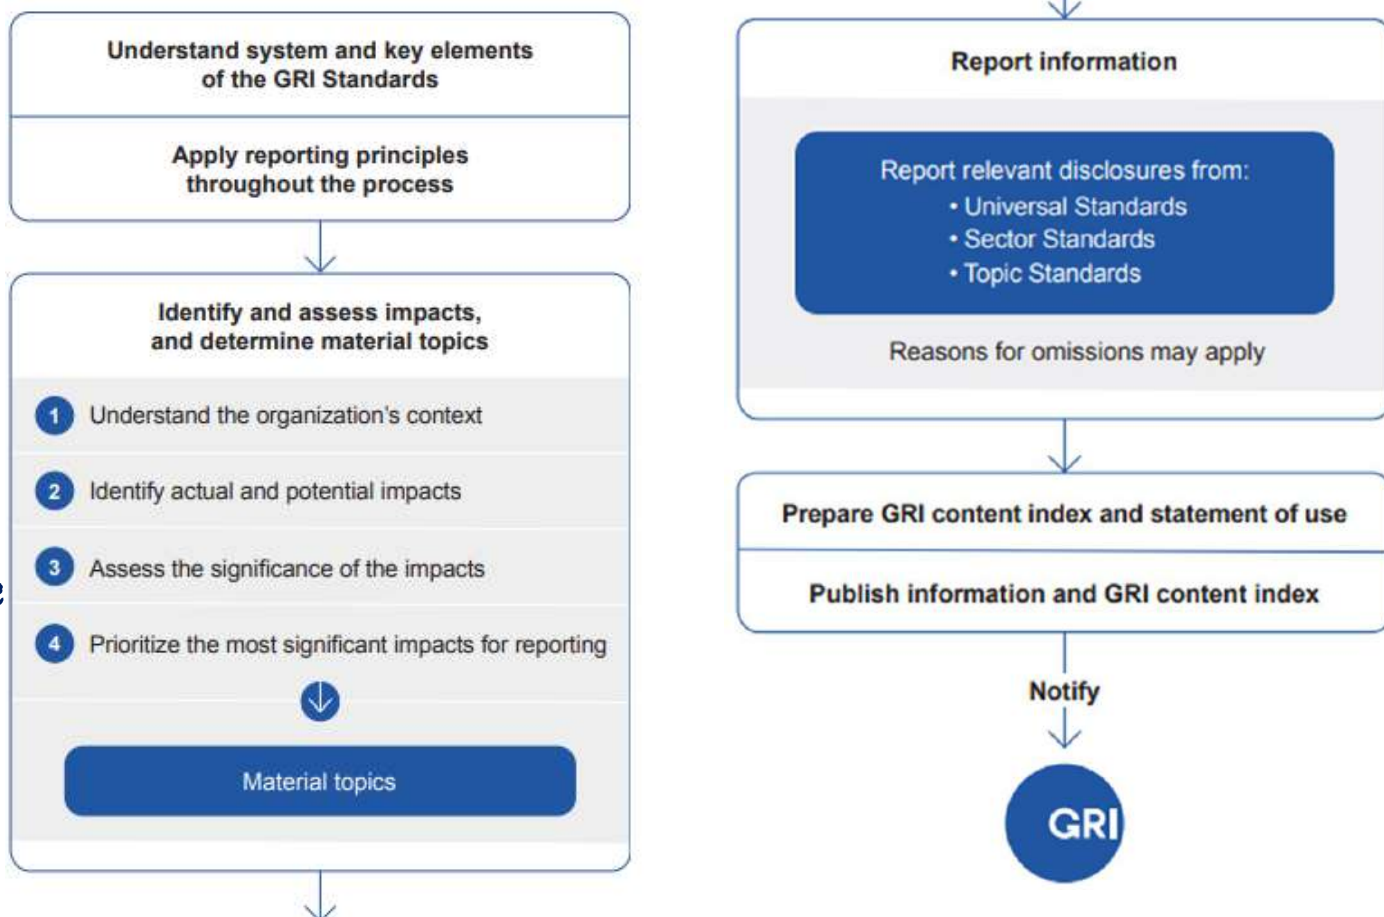 Understand system and key elements
of the GRI Standards
Apply reporting principles
throughout the process
Identify and assess impacts,
and determine material topics
1 Understand the organization's context
2 Identify actual and potential impacts
3 Assess the significance of the impacts
4 Prioritize the most significant impacts for reporting
Material topics
Report information
Report relevant disclosures from:
• Universal Standards
• Sector Standards
• Topic Standards
Reasons for omissions may apply
Prepare GRI content index and statement of use
Publish information and GRI content index
Notify
GRI